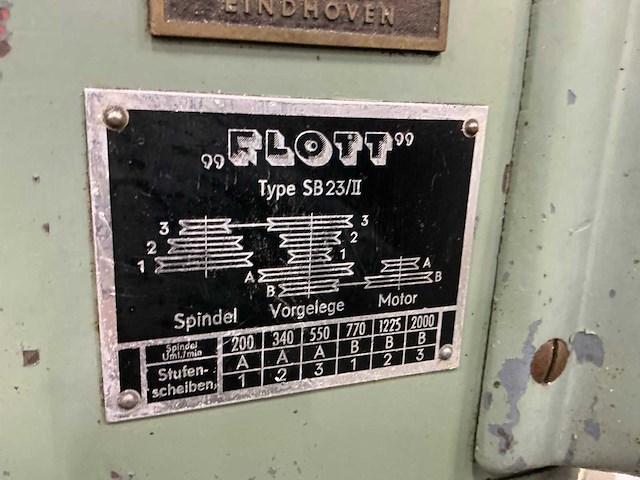 EINDHOVEN
„FLOTT”
Type SB23/II
3 3
2 2
1 1
A A
B B
Spindel Vorgelege Motor
Spindel Uml./min 200 340 550 770 1225 2000
Stufen- A A A B B B
scheiben 1 2 3 1 2 3